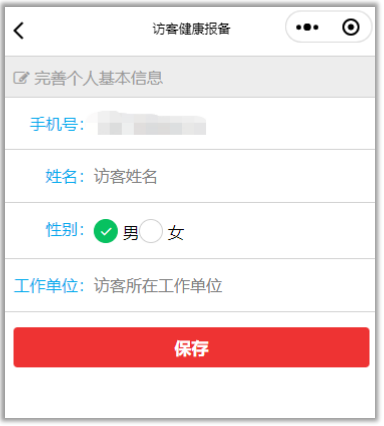 访客健康报备
完善个人基本信息
手机号：
姓名：访客姓名
性别：男 女
工作单位：访客所在工作单位
保存